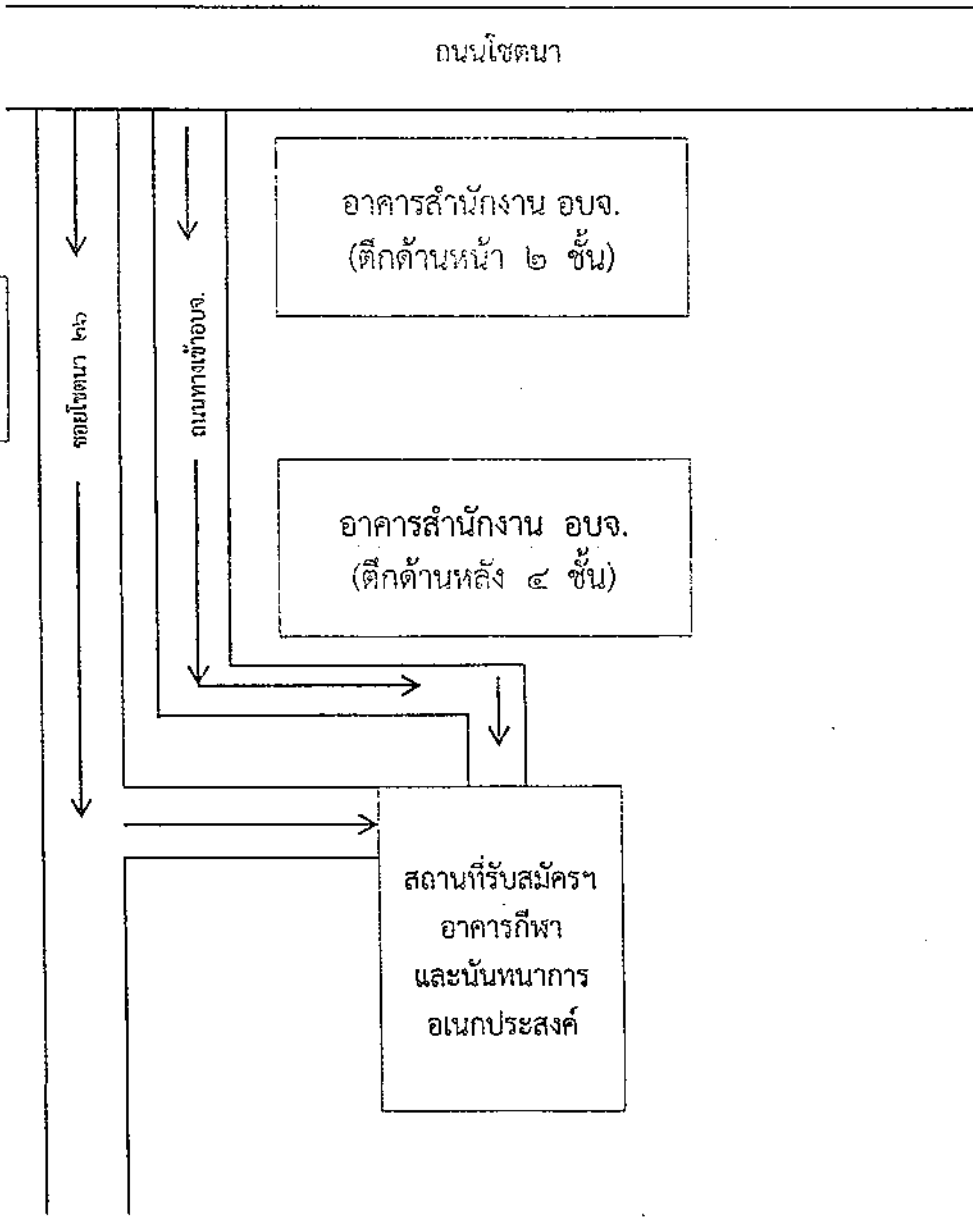 ถนนโชตนา
อาคารสำนักงาน อบจ.
(ตึกด้านหน้า ๒ ชั้น)
ซอยโชตนา ๒๖
ถนนทางเข้าอบจ.
อาคารสำนักงาน อบจ.
(ตึกด้านหลัง ๔ ชั้น)
สถานที่รับสมัครฯ
อาคารกีฬา
และนันทนาการ
อเนกประสงค์